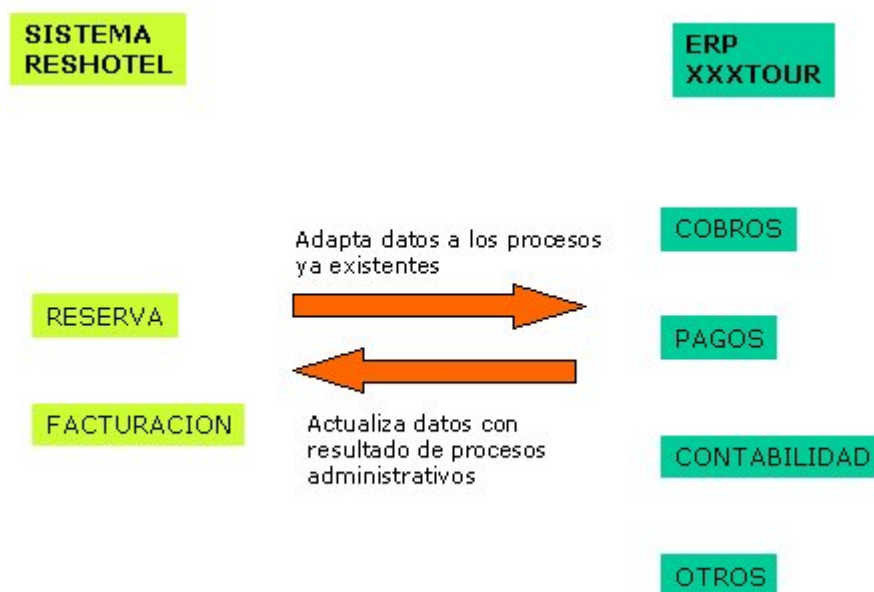 SISTEMA
RESHOTEL
ERP
XXXTOUR
COBROS
Adapta datos a los procesos
ya existentes
RESERVA
PAGOS
FACTURACION
Actualiza datos con
resultado de procesos
administrativos
CONTABILIDAD
OTROS